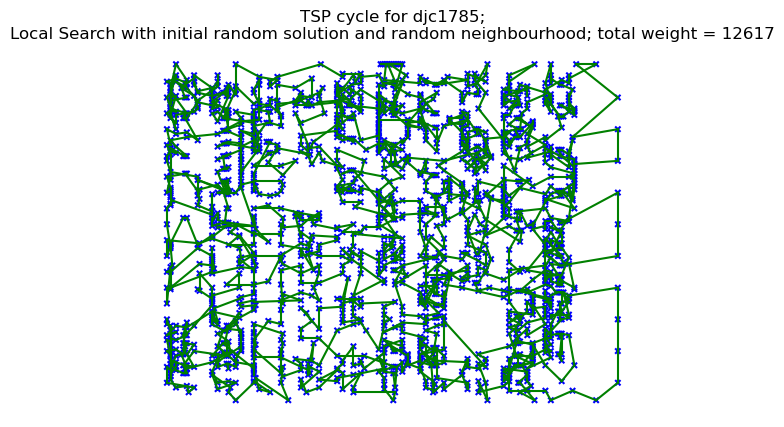 TSP cycle for djc1785;
Local Search with initial random solution and random neighbourhood; total weight = 12617